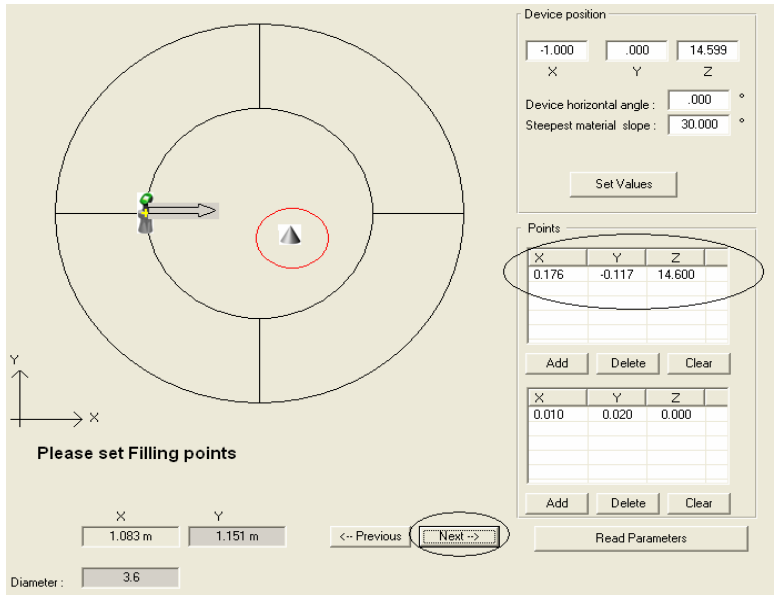 Device position
-1.000 .000 14.599
X Y Z
Device horizontal angle : .000 °
Steepest material slope : 30.000 °
Set Values
Points
X Y Z
0.176 -0.117 14.600
Add Delete Clear
X Y Z
0.010 0.020 0.000
Add Delete Clear
Read Parameters
Y
X
Please set Filling points
X Y
1.083 m 1.151 m
<-- Previous Next -->
Diameter : 3.6